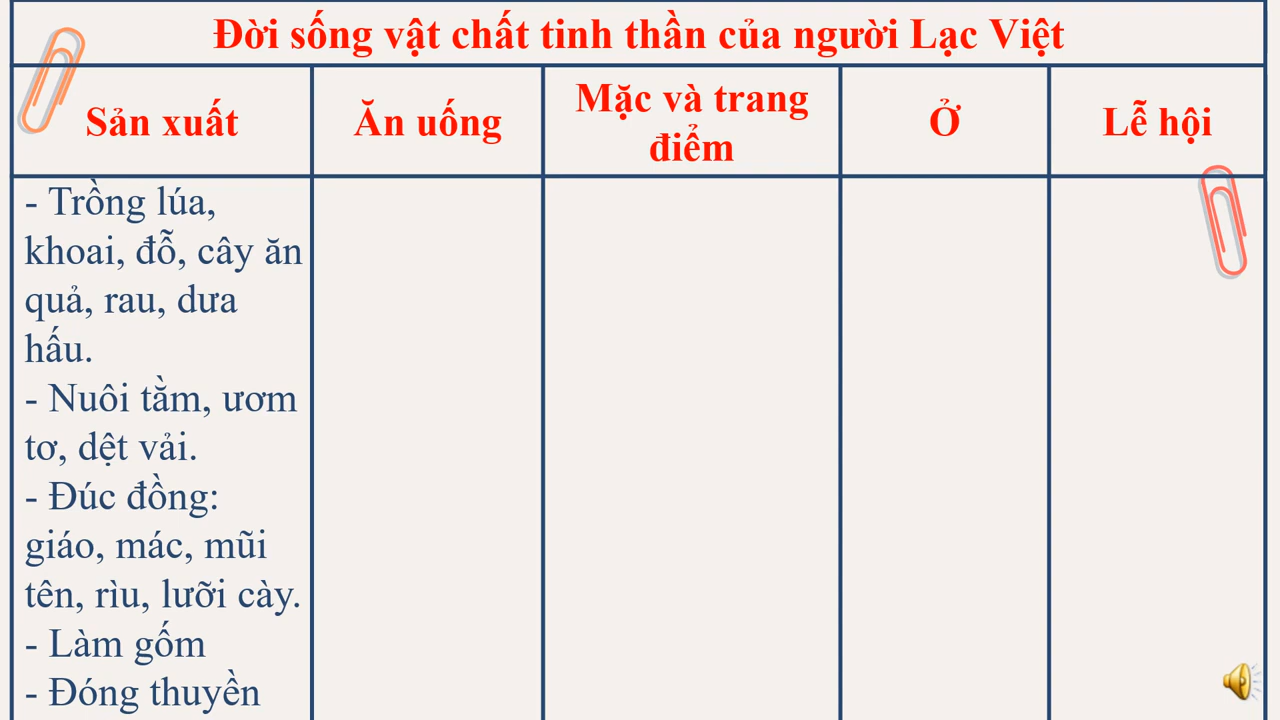 Đời sống vật chất tinh thần của người Lạc Việt
Sản xuất
Ăn uống
Mặc và trang
điểm
Ở
Lễ hội
- Trồng lúa,
khoai, đỗ, cây ăn
quả, rau, dưa
hấu.
- Nuôi tằm, ươm
tơ, dệt vải.
- Đúc đồng:
giáo, mác, mũi
tên, rìu, lưỡi cày.
- Làm gốm
- Đóng thuyền